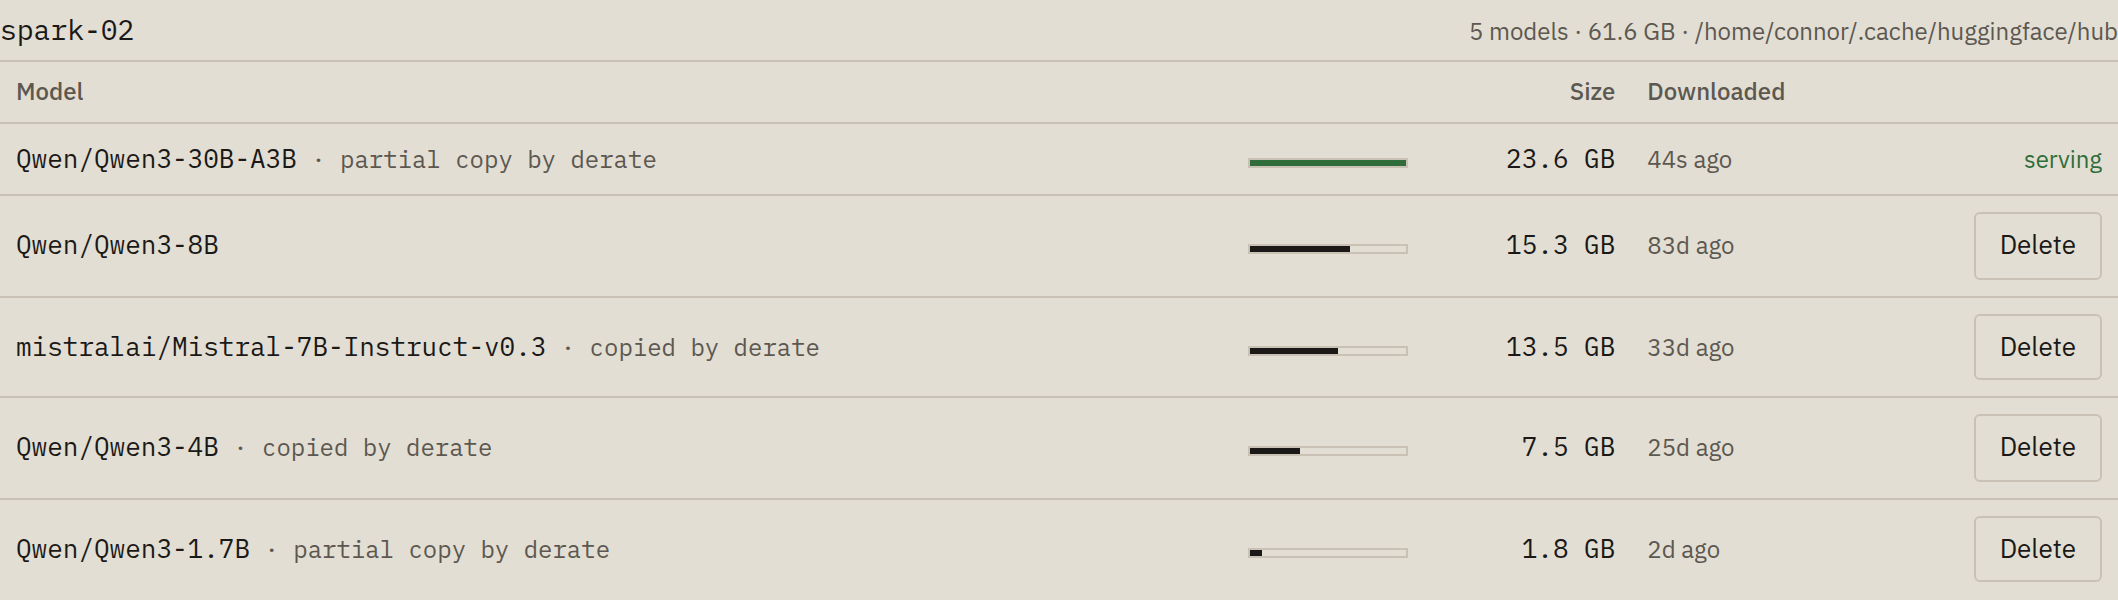 spark-02 5 models · 61.6 GB · /home/connor/.cache/huggingface/hub
Model Size Downloaded
Qwen/Qwen3-30B-A3B · partial copy by derate 23.6 GB 44s ago serving
Qwen/Qwen3-8B 15.3 GB 83d ago Delete
mistralai/Mistral-7B-Instruct-v0.3 · copied by derate 13.5 GB 33d ago Delete
Qwen/Qwen3-4B · copied by derate 7.5 GB 25d ago Delete
Qwen/Qwen3-1.7B · partial copy by derate 1.8 GB 2d ago Delete